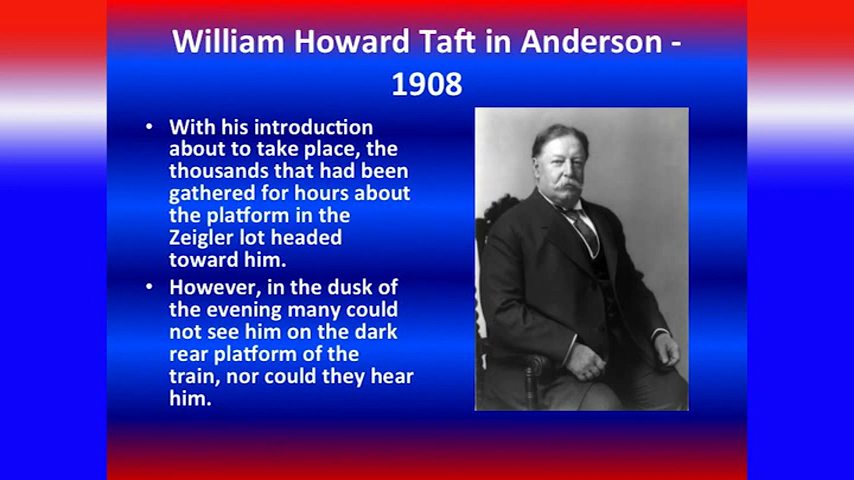 William Howard Taft in Anderson -
1908
• With his introduction
about to take place, the
thousands that had been
gathered for hours about
the platform in the
Zeigler lot headed
toward him.
• However, in the dusk of
the evening many could
not see him on the dark
rear platform of the
train, nor could they hear
him.